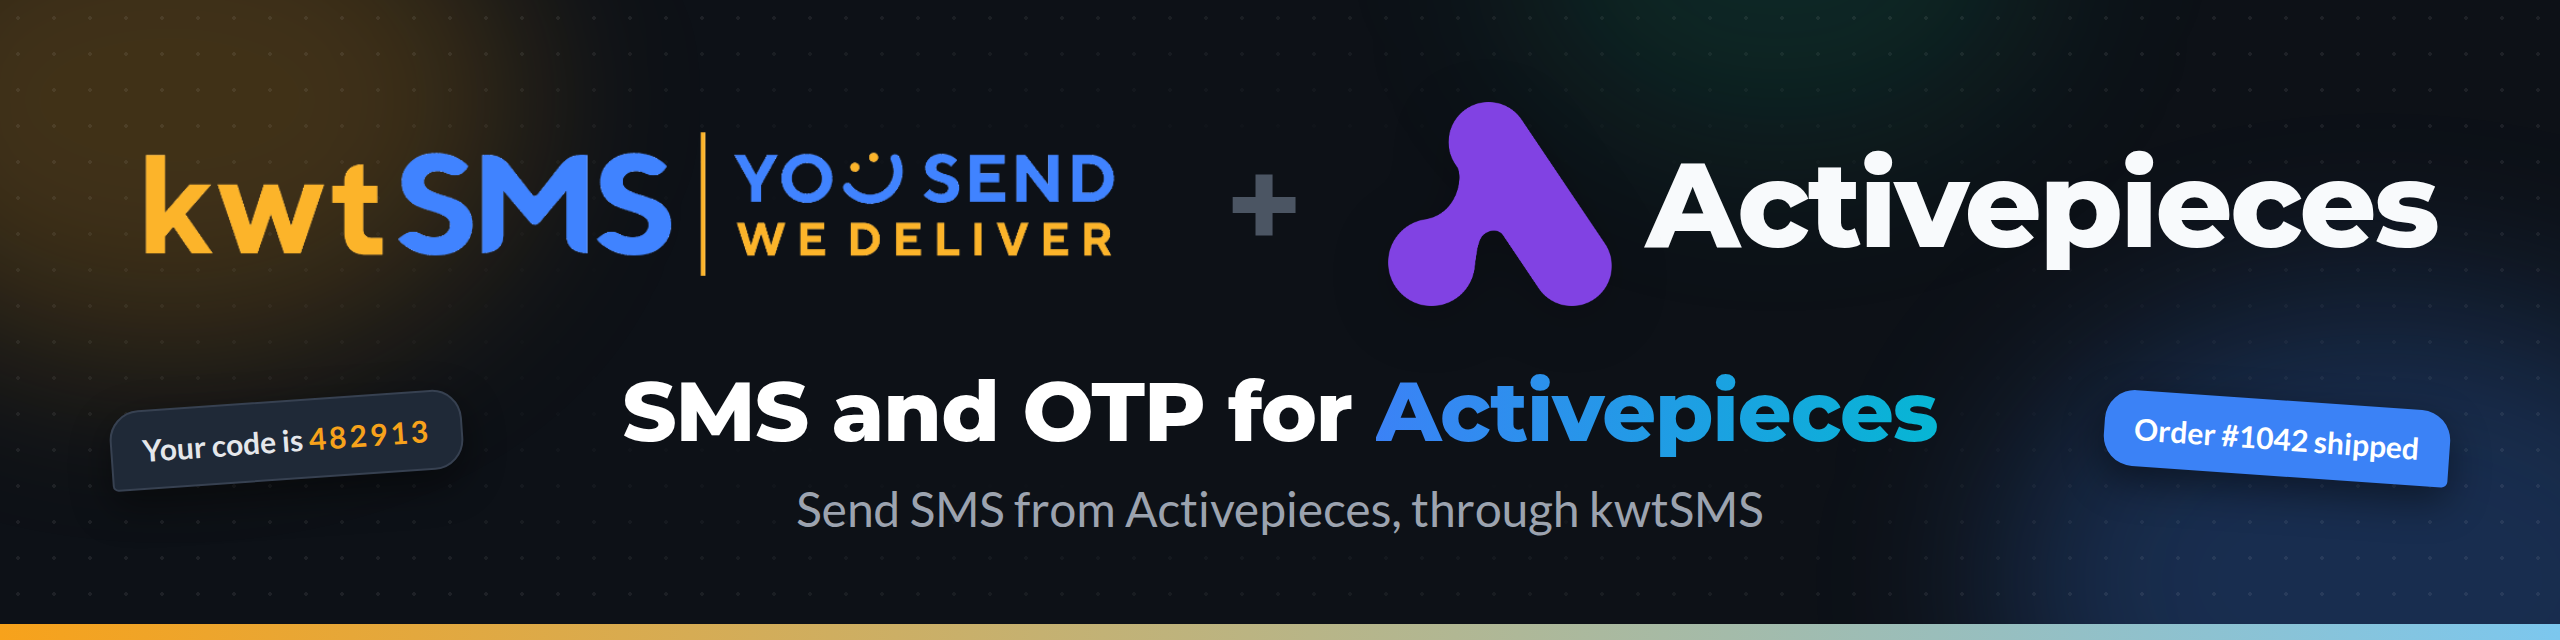 kwtSMS
YOU SEND
WE DELIVER
+
Activepieces
SMS and OTP for Activepieces
Your code is 482913
Order #1042 shipped
Send SMS from Activepieces, through kwtSMS